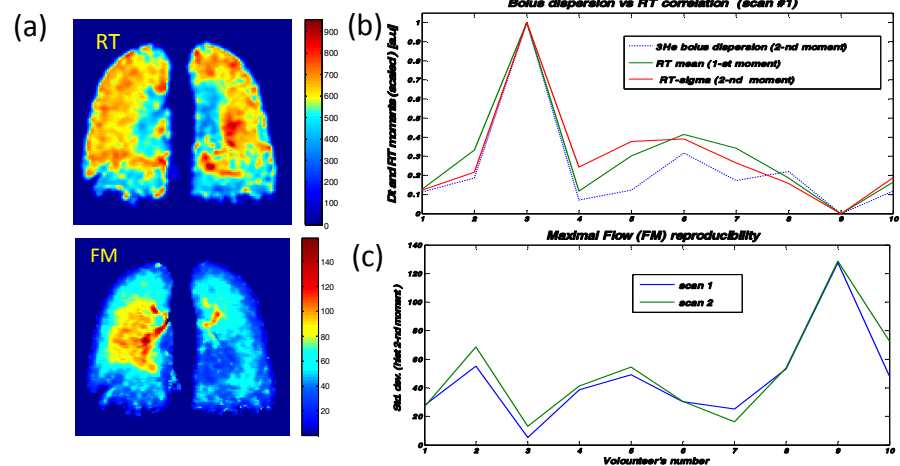 (a)
RT
900
800
700
600
500
400
300
200
100
0
FM
140
120
100
80
60
40
20
(b)
Bolus dispersion vs RT correlation (scan #1)
Dt and RT moments (scaled) [a.u]
1
0.9
0.8
0.7
0.6
0.5
0.4
0.3
0.2
0.1
0
3He bolus dispersion (2-nd moment)
RT mean (1-st moment)
RT-sigma (2-nd moment)
1 2 3 4 5 6 7 8 9 10
(c)
Maximal Flow (FM) reproducibility
Std. dev. (hist 2-nd moment)
140
120
100
80
60
40
20
0
scan 1
scan 2
1 2 3 4 5 6 7 8 9 10
Volounteer's number